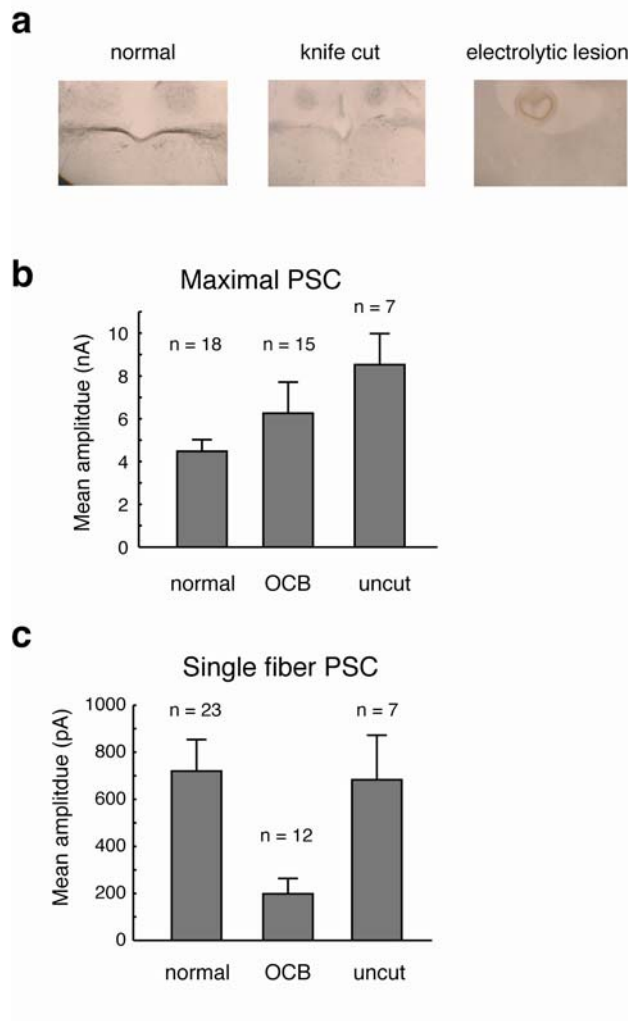 a
normal knife cut electrolytic lesion
b
Maximal PSC
Mean amplitdue (nA)
10
8
6
4
2
0
n = 18 n = 15 n = 7
normal OCB uncut
c
Single fiber PSC
Mean amplitdue (pA)
1000
800
600
400
200
0
n = 23 n = 12 n = 7
normal OCB uncut